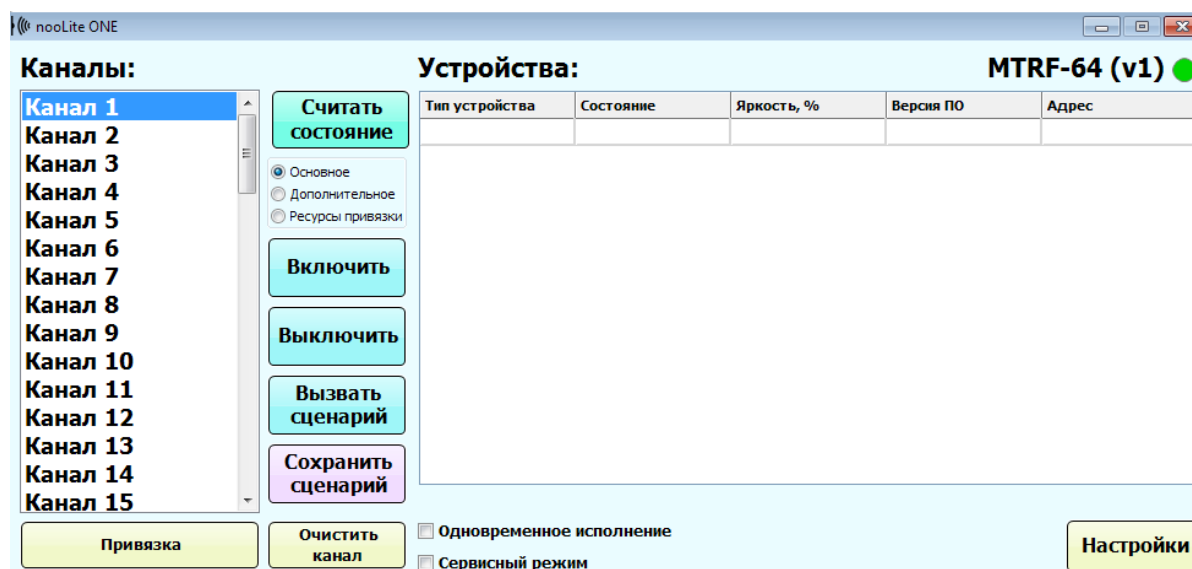 nooLite ONE
Каналы:
Устройства:
MTRF-64 (v1)
Канал 1
Канал 2
Канал 3
Канал 4
Канал 5
Канал 6
Канал 7
Канал 8
Канал 9
Канал 10
Канал 11
Канал 12
Канал 13
Канал 14
Канал 15
Считать
состояние
Основное
Дополнительное
Ресурсы привязки
Включить
Выключить
Вызвать
сценарий
Сохранить
сценарий
Тип устройства Состояние Яркость, % Версия ПО Адрес
Привязка
Очистить
канал
Одновременное исполнение
Сервисный режим
Настройки